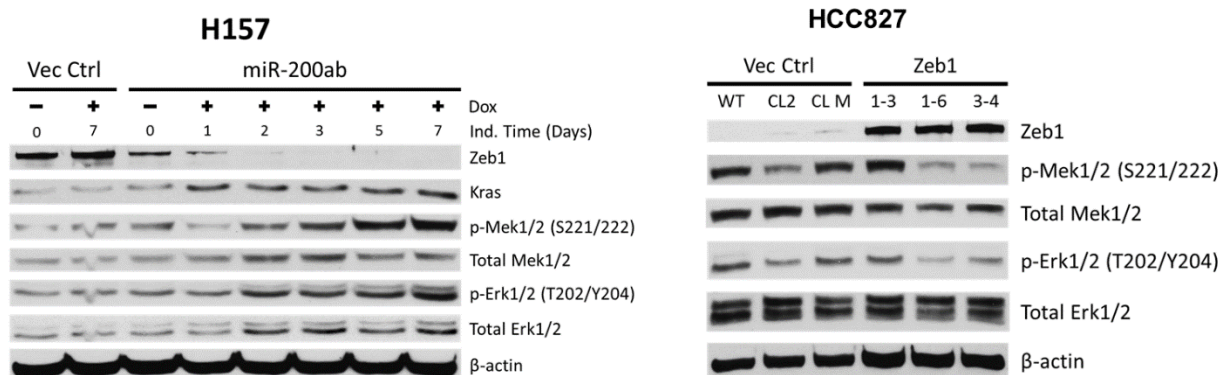 H157
Vec Ctrl miR-200ab
– + – + + + + + Dox
0 7 0 1 2 3 5 7 Ind. Time (Days)
Zeb1
Kras
p-Mek1/2 (S221/222)
Total Mek1/2
p-Erk1/2 (T202/Y204)
Total Erk1/2
β-actin
HCC827
Vec Ctrl Zeb1
WT CL2 CL M 1-3 1-6 3-4
Zeb1
p-Mek1/2 (S221/222)
Total Mek1/2
p-Erk1/2 (T202/Y204)
Total Erk1/2
β-actin